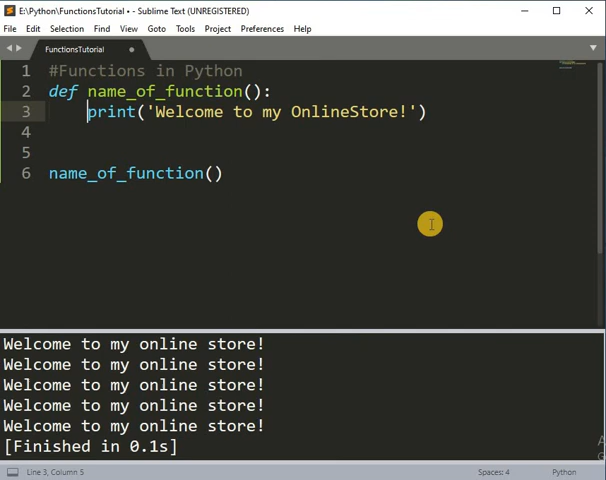 E:\Python\FunctionsTutorial • - Sublime Text (UNREGISTERED)
File Edit Selection Find View Goto Tools Project Preferences Help
FunctionsTutorial
1 #Functions in Python
2 def name_of_function():
3 print('Welcome to my OnlineStore!')
4
5
6 name_of_function()
Welcome to my online store!
Welcome to my online store!
Welcome to my online store!
Welcome to my online store!
Welcome to my online store!
[Finished in 0.1s]
Line 3, Column 5 Spaces: 4 Python